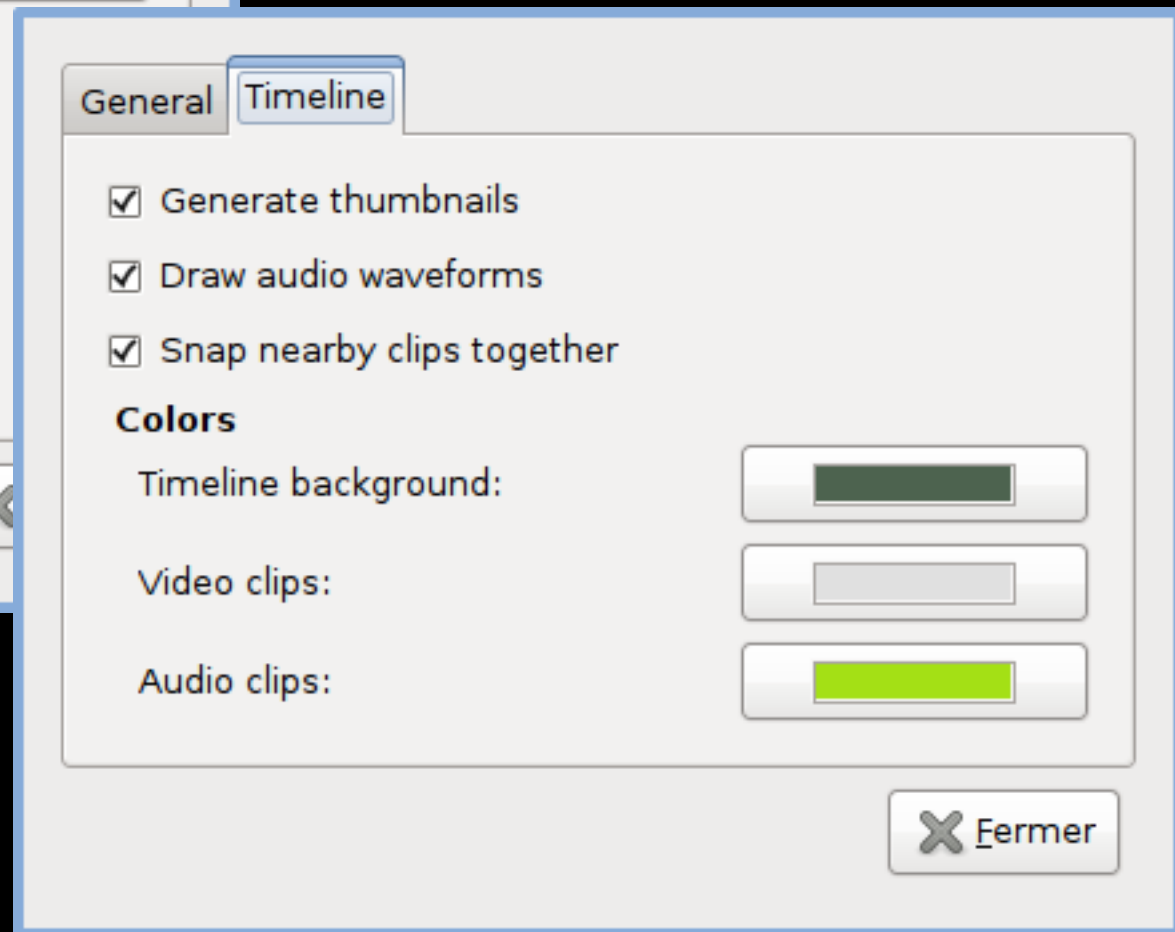 General
Timeline
Generate thumbnails
Draw audio waveforms
Snap nearby clips together
Colors
Timeline background:
Video clips:
Audio clips:
Fermer